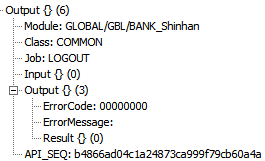 Output {} (6)
Module: GLOBAL/GBL/BANK_Shinhan
Class: COMMON
Job: LOGOUT
Input {} (0)
Output {} (3)
ErrorCode: 00000000
ErrorMessage:
Result {} (0)
API_SEQ: b4866ad04c1a24873ca999f79cb60a4a